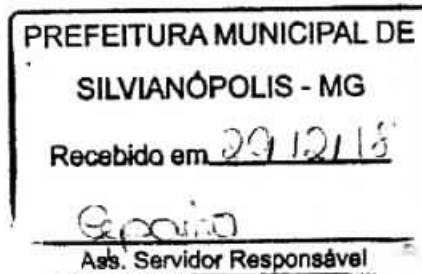 PREFEITURA MUNICIPAL DE
SILVIANÓPOLIS - MG
Recebido em
Ass. Servidor Responsável